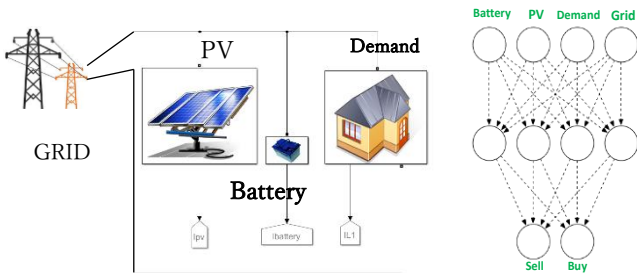 Battery PV Demand Grid
PV
Demand
GRID
Battery
Ipv
Ibattery
IL1
Sell Buy